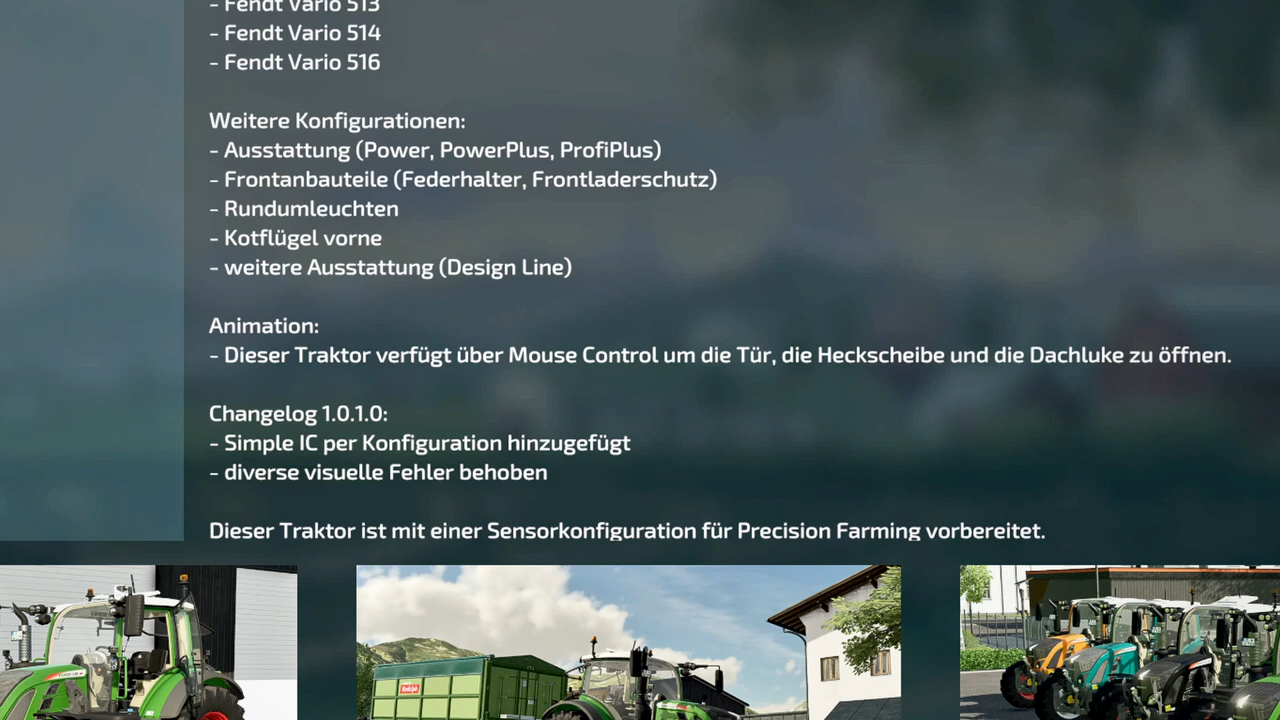 - Fendt Vario 513
- Fendt Vario 514
- Fendt Vario 516
Weitere Konfigurationen:
- Ausstattung (Power, PowerPlus, ProfiPlus)
- Frontanbauteile (Federhalter, Frontladerschutz)
- Rundumleuchten
- Kotflügel vorne
- weitere Ausstattung (Design Line)
Animation:
- Dieser Traktor verfügt über Mouse Control um die Tür, die Heckscheibe und die Dachluke zu öffnen.
Changelog 1.0.1.0:
- Simple IC per Konfiguration hinzugefügt
- diverse visuelle Fehler behoben
Dieser Traktor ist mit einer Sensorkonfiguration für Precision Farming vorbereitet.